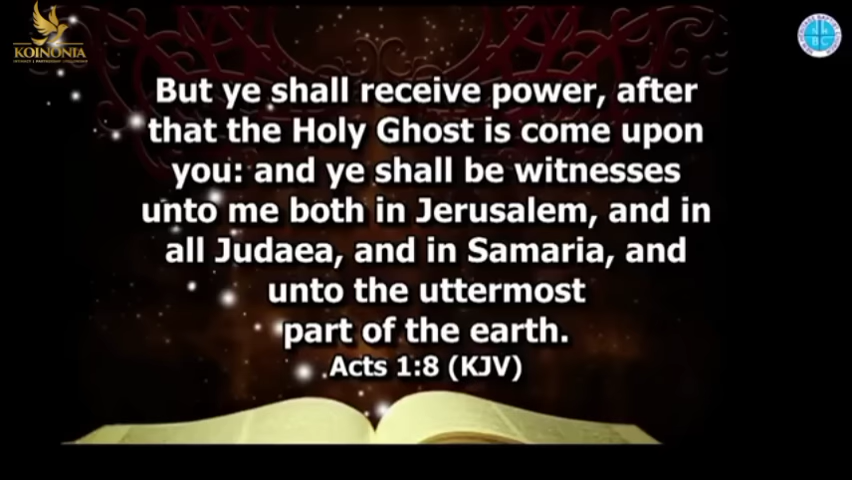 KOINONIA
But ye shall receive power, after
that the Holy Ghost is come upon
you: and ye shall be witnesses
unto me both in Jerusalem, and in
all Judaea, and in Samaria, and
unto the uttermost
part of the earth.
Acts 1:8 (KJV)